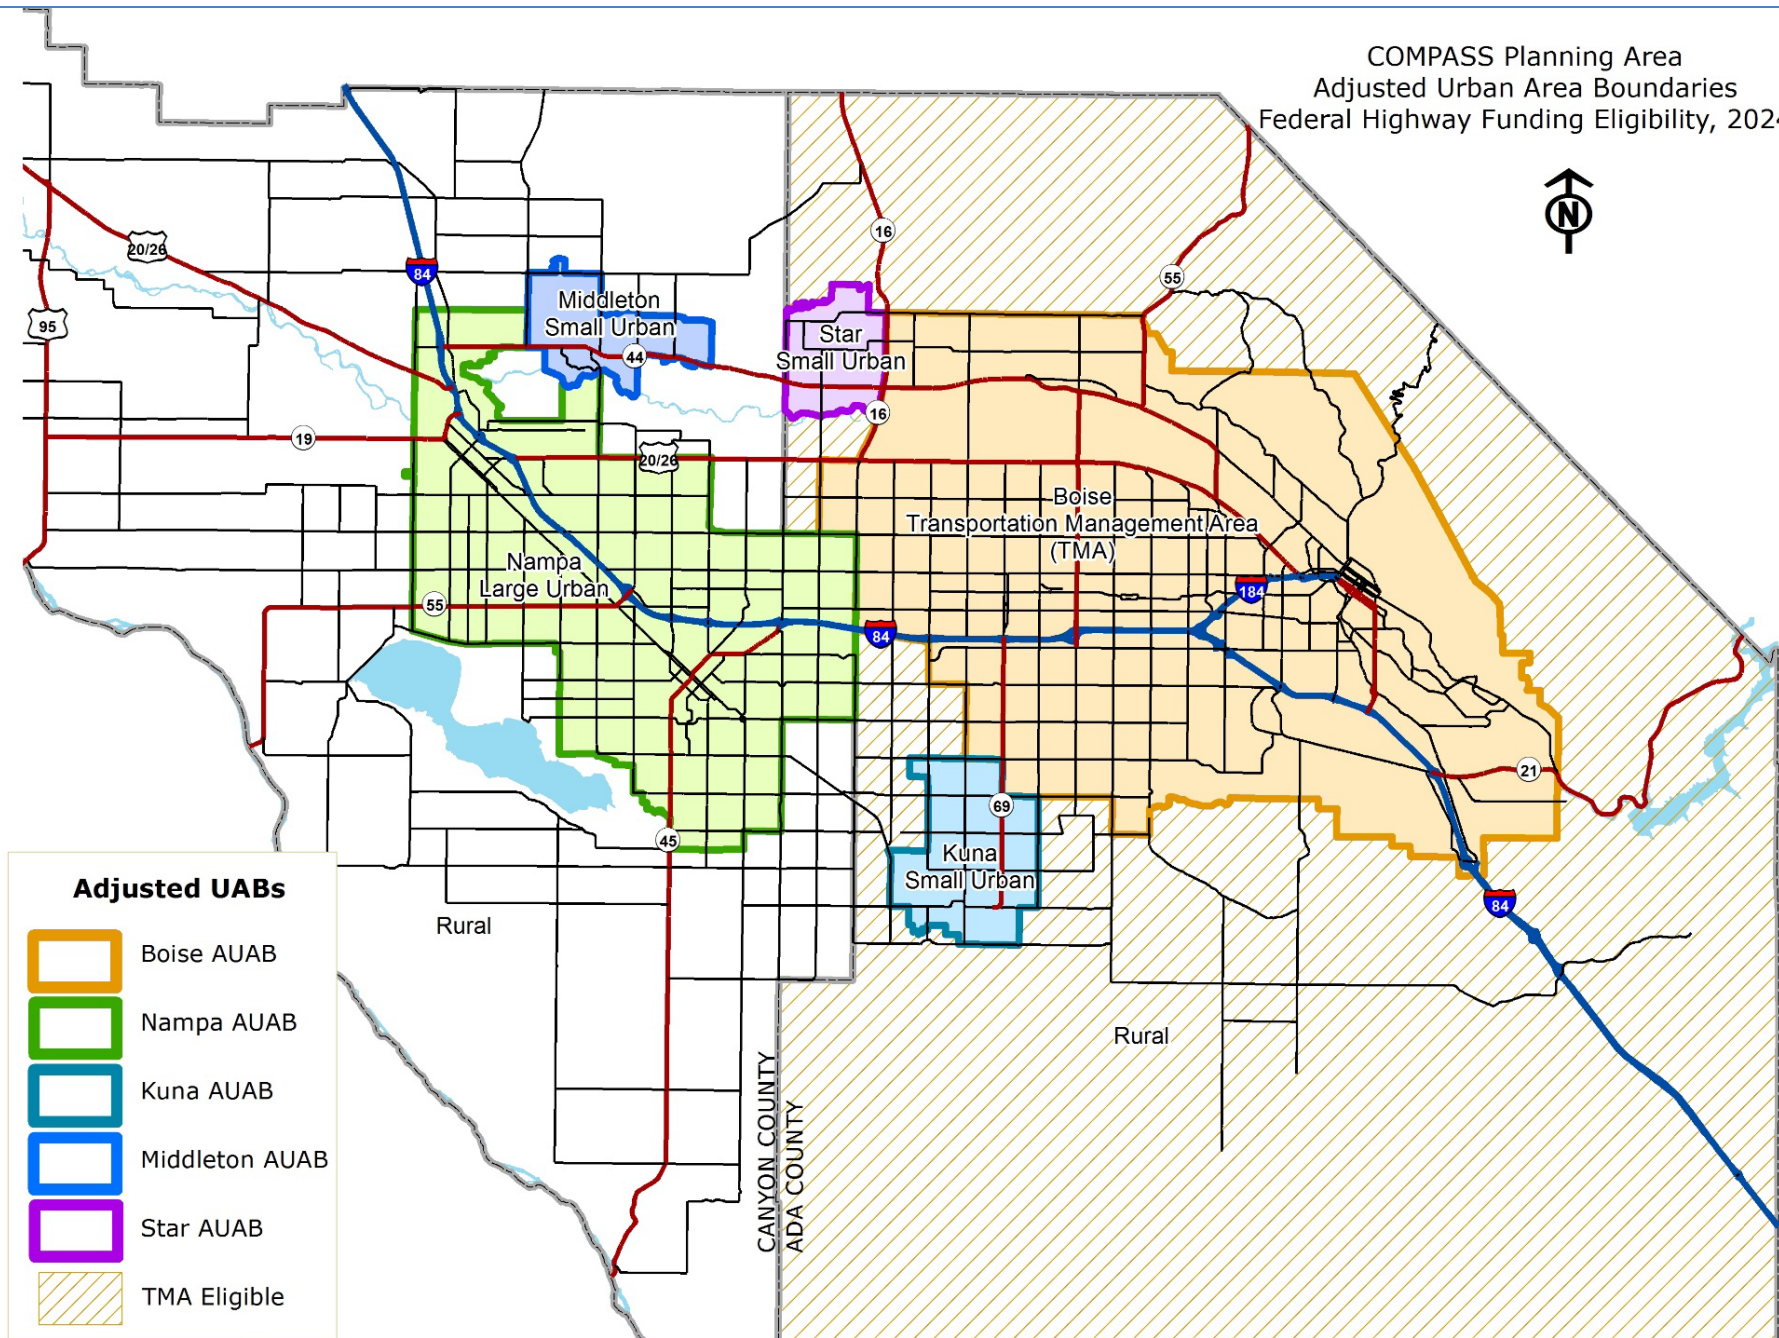 COMPASS Planning Area
Adjusted Urban Area Boundaries
Federal Highway Funding Eligibility, 202
N
20/26
84
95
16
55
Middleton
Small Urban
44
Star
Small Urban
16
19
20/26
Boise
Transportation Management Area
(TMA)
Nampa
Large Urban
55
184
84
21
69
45
Kuna
Small Urban
84
Rural
Rural
CANYON COUNTY
ADA COUNTY
Adjusted UABs
Boise AUAB
Nampa AUAB
Kuna AUAB
Middleton AUAB
Star AUAB
TMA Eligible